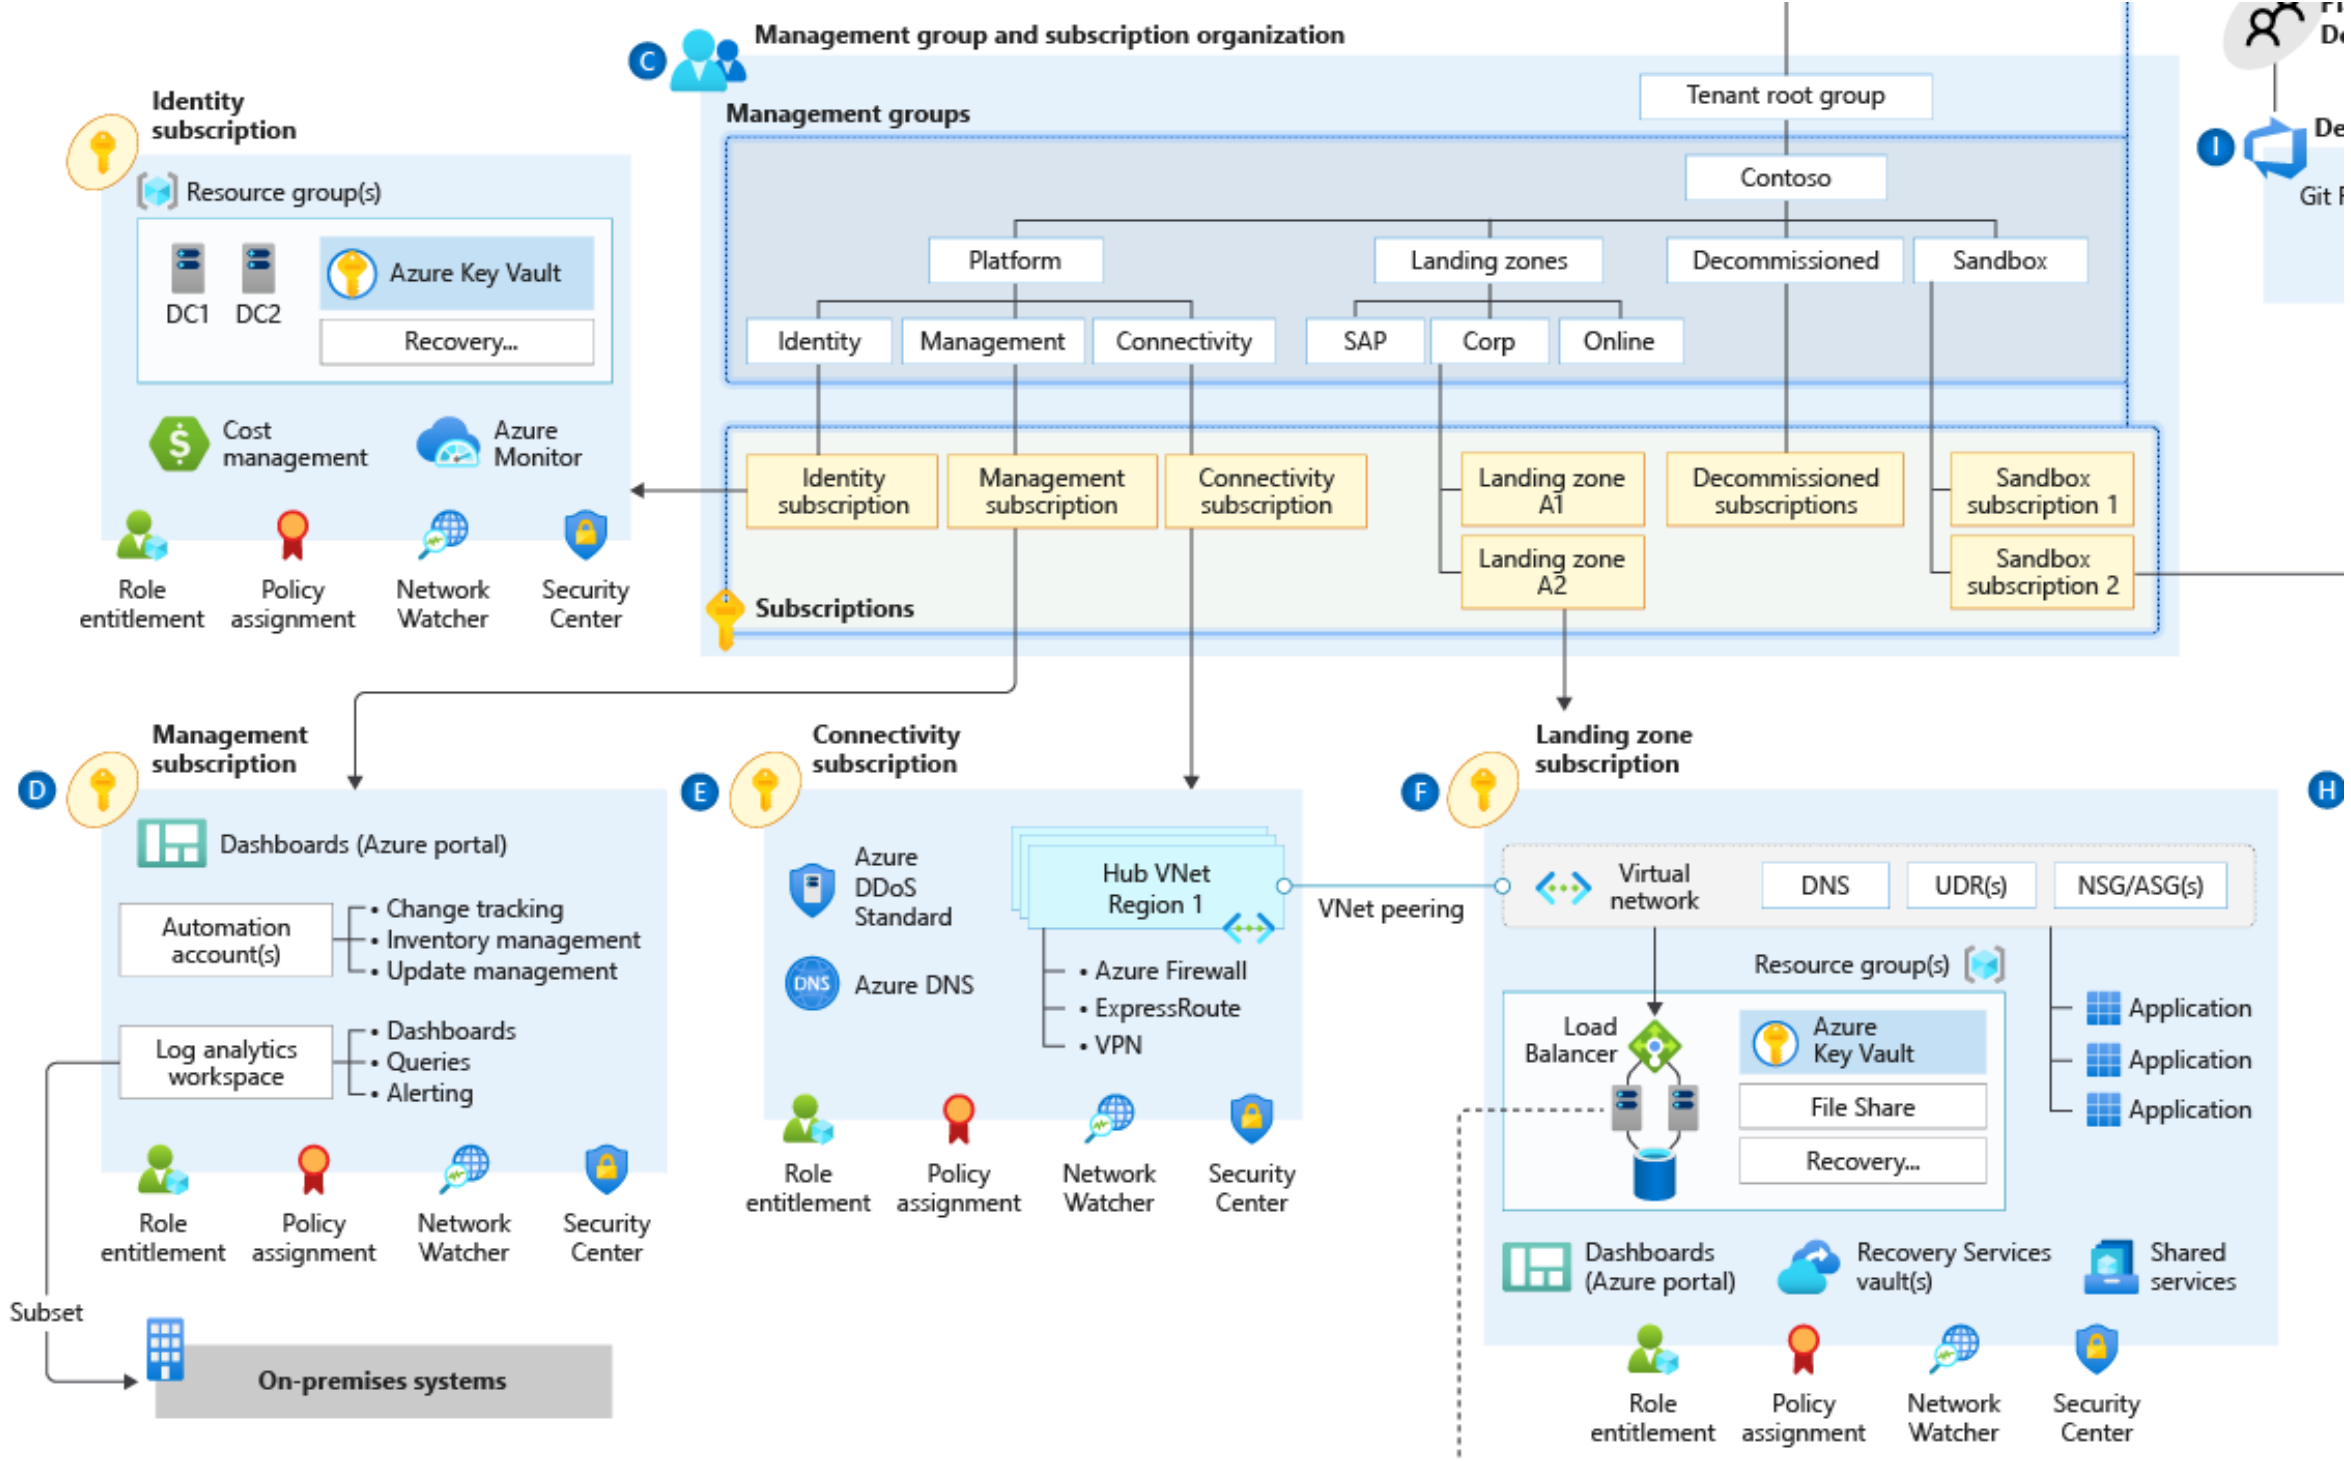 C
Management group and subscription organization
Management groups
Tenant root group
Contoso
Platform
Landing zones
Decommissioned
Sandbox
Identity
Management
Connectivity
SAP
Corp
Online
Identity
subscription
Management
subscription
Connectivity
subscription
Landing zone
A1
Decommissioned
subscriptions
Sandbox
subscription 1
Landing zone
A2
Sandbox
subscription 2
Subscriptions
Identity
subscription
Resource group(s)
DC1
DC2
Azure Key Vault
Recovery...
Cost
management
Azure
Monitor
Role
entitlement
Policy
assignment
Network
Watcher
Security
Center
I
De
Git
D
Management
subscription
Dashboards (Azure portal)
Automation
account(s)
• Change tracking
• Inventory management
• Update management
Log analytics
workspace
• Dashboards
• Queries
• Alerting
Role
entitlement
Policy
assignment
Network
Watcher
Security
Center
Subset
On-premises systems
E
Connectivity
subscription
Azure
DDoS
Standard
Azure DNS
DNS
Hub VNet
Region 1
• Azure Firewall
• ExpressRoute
• VPN
Role
entitlement
Policy
assignment
Network
Watcher
Security
Center
VNet peering
F
Landing zone
subscription
Virtual
network
DNS
UDR(s)
NSG/ASG(s)
Resource group(s)
Load
Balancer
Azure
Key Vault
File Share
Recovery...
Application
Application
Application
Dashboards
(Azure portal)
Recovery Services
vault(s)
Shared
services
Role
entitlement
Policy
assignment
Network
Watcher
Security
Center
H